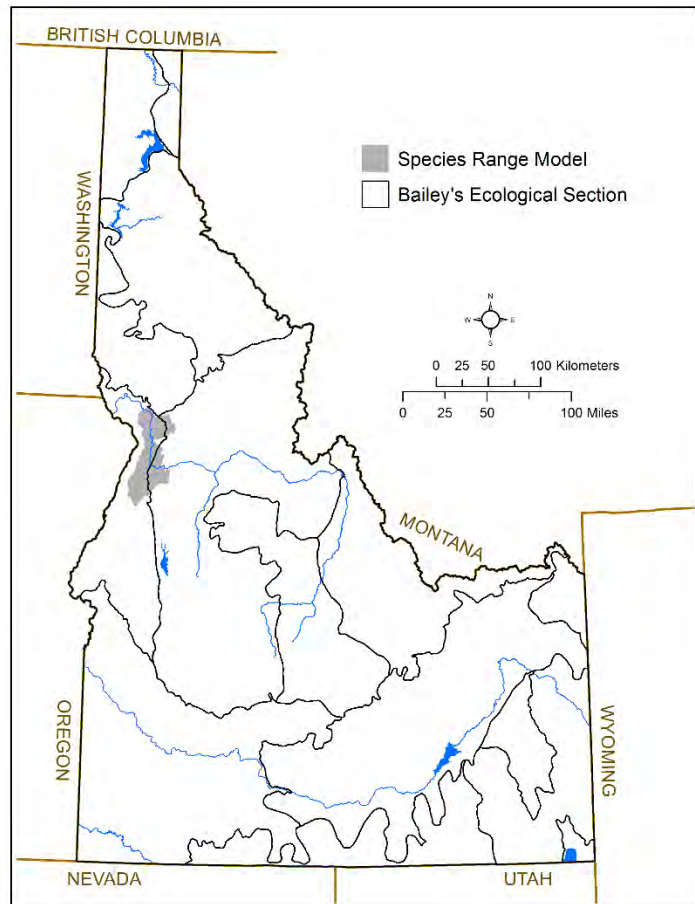 BRITISH COLUMBIA
WASHINGTON
Species Range Model
Bailey's Ecological Section
N
W E
S
0 25 50 100 Kilometers
0 25 50 100 Miles
MONTANA
OREGON
WYOMING
NEVADA
UTAH